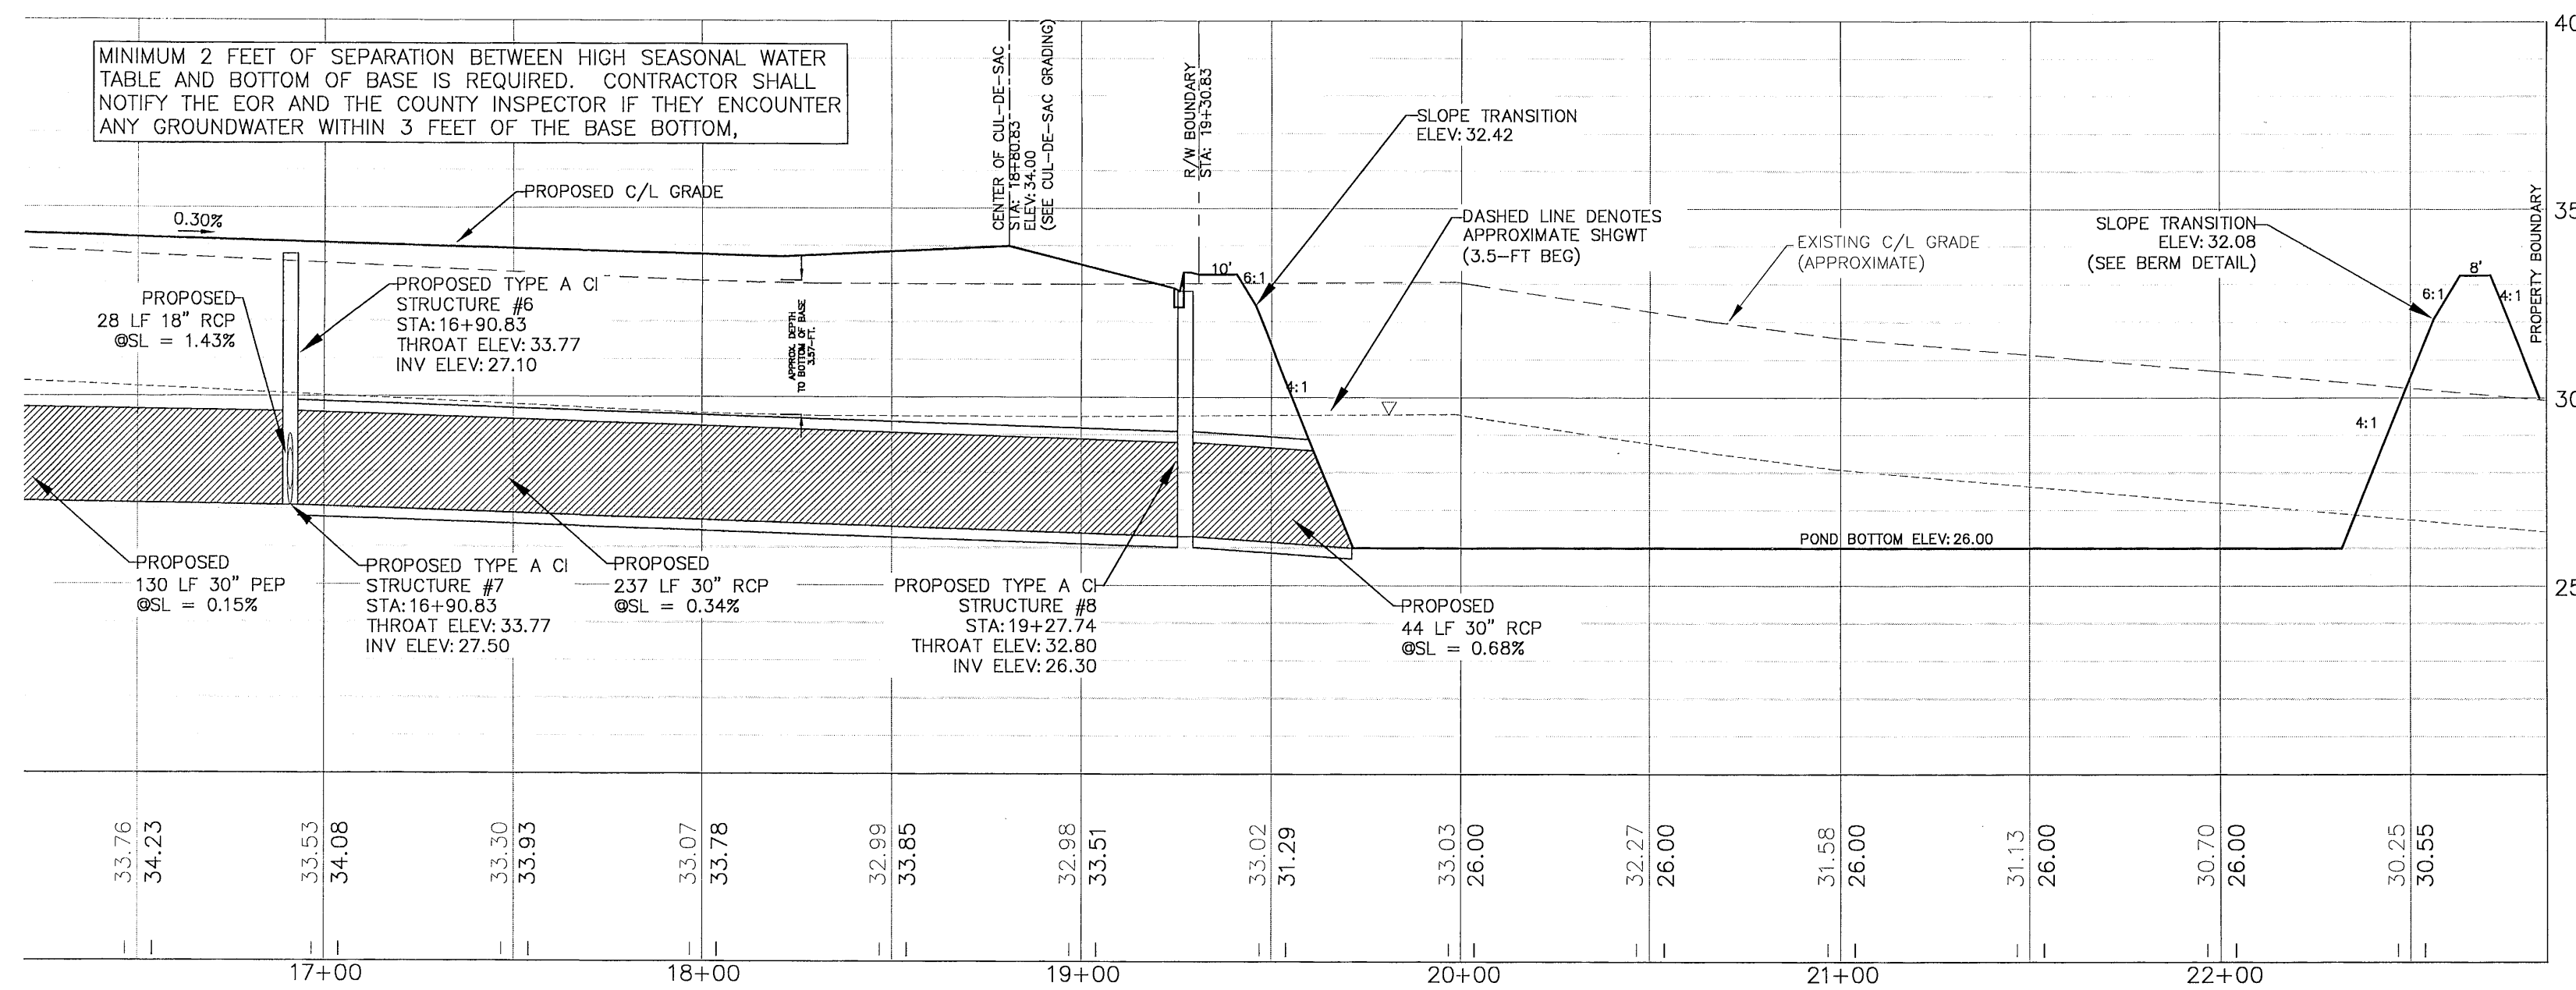 MINIMUM 2 FEET OF SEPARATION BETWEEN HIGH SEASONAL WATER
TABLE AND BOTTOM OF BASE IS REQUIRED. CONTRACTOR SHALL
NOTIFY THE EOR AND THE COUNTY INSPECTOR IF THEY ENCOUNTER
ANY GROUNDWATER WITHIN 3 FEET OF THE BASE BOTTOM,
CENTER OF CUL-DE-SAC
STA: 18+80.83
ELEV: 34.00
(SEE CUL-DE-SAC GRADING)
R/W BOUNDARY
STA: 19+30.83
SLOPE TRANSITION
ELEV: 32.42
40
PROPOSED C/L GRADE
0.30%
DASHED LINE DENOTES
APPROXIMATE SHGWT
(3.5-FT BEG)
EXISTING C/L GRADE
(APPROXIMATE)
SLOPE TRANSITION
ELEV: 32.08
(SEE BERM DETAIL)
PROPERTY BOUNDARY
35
10'
6:1
4:1
6:1
8'
4:1
4:1
30
PROPOSED
28 LF 18" RCP
@SL = 1.43%
PROPOSED TYPE A CI
STRUCTURE #6
STA: 16+90.83
THROAT ELEV: 33.77
INV ELEV: 27.10
APPROX. DEPTH
TO BOTTOM OF BASE
3.57-FT.
POND BOTTOM ELEV: 26.00
25
PROPOSED
130 LF 30" PEP
@SL = 0.15%
PROPOSED TYPE A CI
STRUCTURE #7
STA: 16+90.83
THROAT ELEV: 33.77
INV ELEV: 27.50
PROPOSED
237 LF 30" RCP
@SL = 0.34%
PROPOSED TYPE A CI
STRUCTURE #8
STA: 19+27.74
THROAT ELEV: 32.80
INV ELEV: 26.30
PROPOSED
44 LF 30" RCP
@SL = 0.68%
33.76
34.23
33.53
34.08
33.30
33.93
33.07
33.78
32.99
33.85
32.98
33.51
33.02
31.29
33.03
26.00
32.27
26.00
31.58
26.00
31.13
26.00
30.70
26.00
30.25
30.55
17+00
18+00
19+00
20+00
21+00
22+00